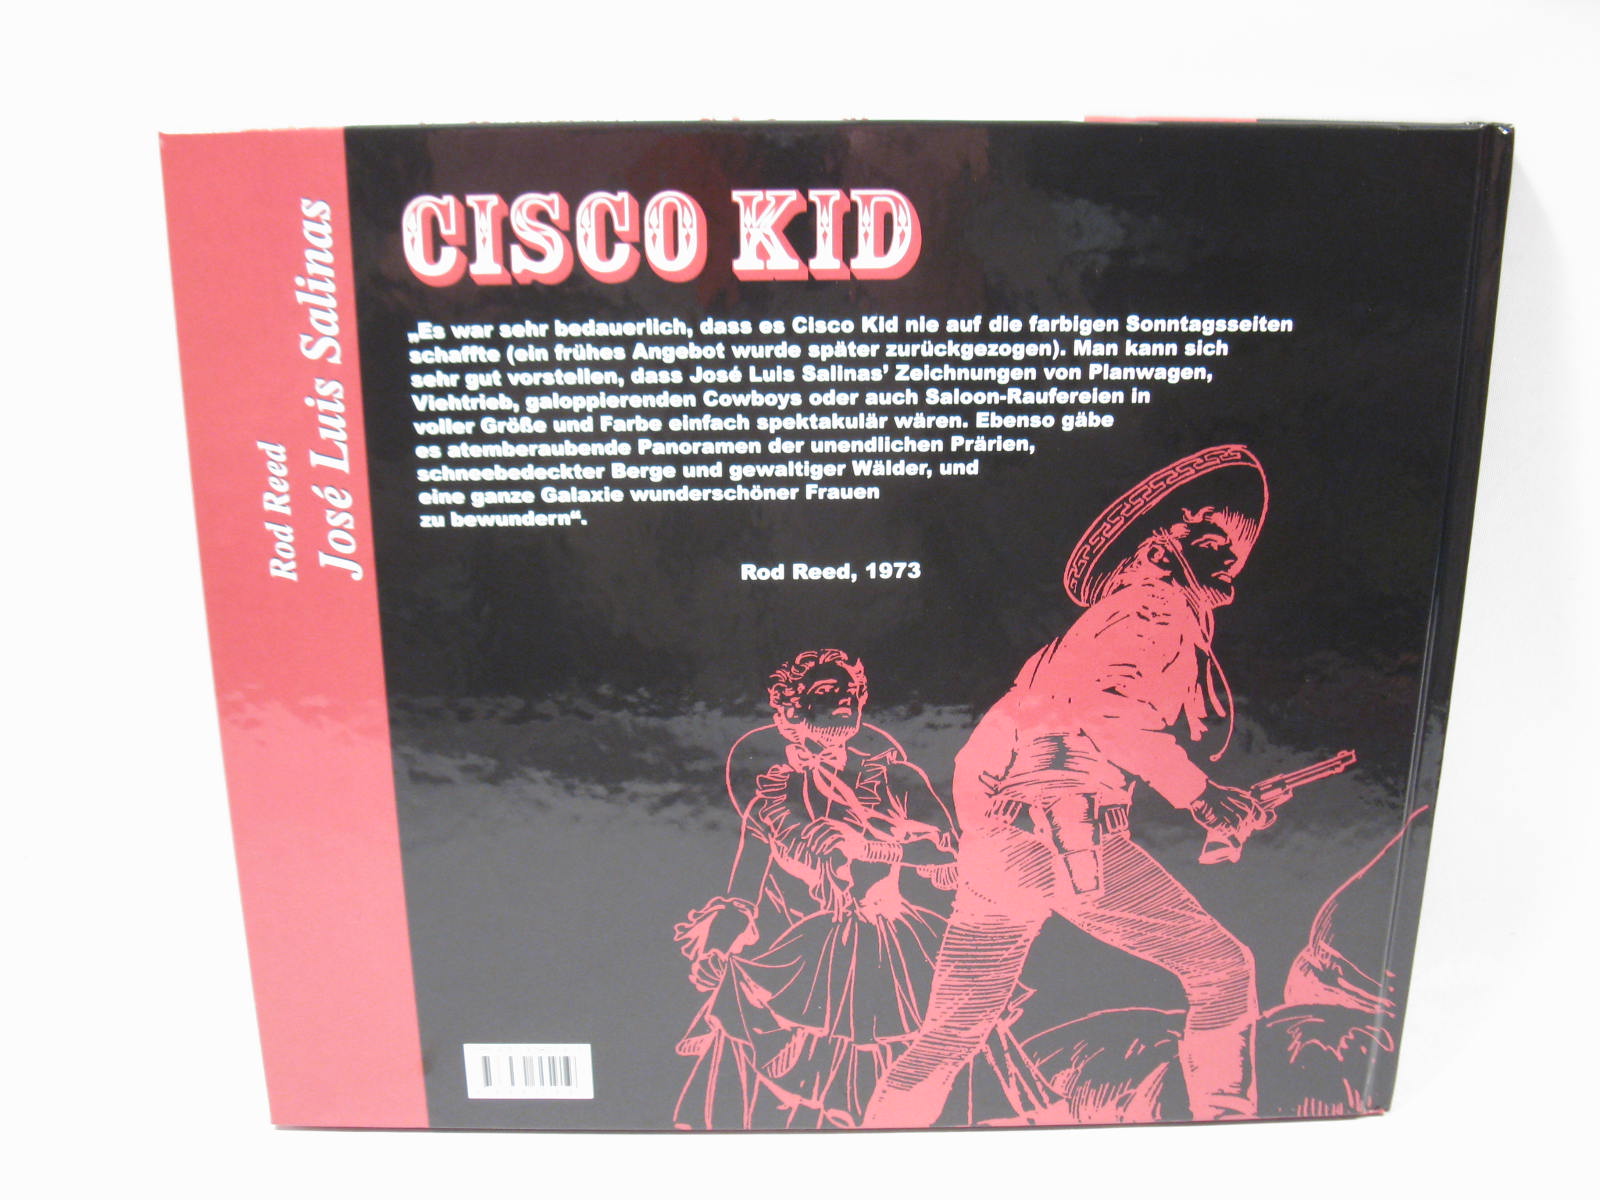 Rod Reed
José Luis Salinas
CISCO KID
„Es war sehr bedauerlich, dass es Cisco Kid nie auf die farbigen Sonntagsseiten
schaffte (ein frühes Angebot wurde später zurückgezogen). Man kann sich
sehr gut vorstellen, dass José Luis Salinas’ Zeichnungen von Planwagen,
Viehtrieb, galoppierenden Cowboys oder auch Saloon-Raufereien in
voller Größe und Farbe einfach spektakulär wären. Ebenso gäbe
es atemberaubende Panoramen der unendlichen Prärien,
schneebedeckter Berge und gewaltiger Wälder, und
eine ganze Galaxie wunderschöner Frauen
zu bewundern“.
Rod Reed, 1973